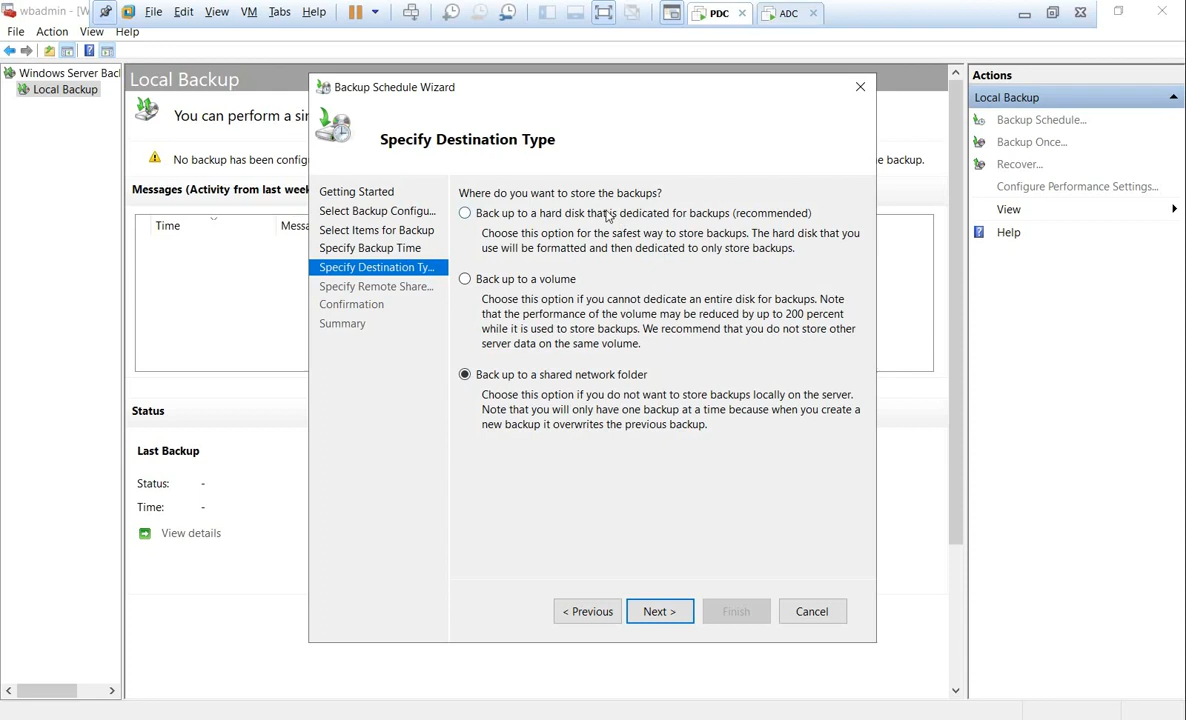 wbadmin - [W
File Edit View VM Tabs Help
PDC
ADC
File Action View Help
Windows Server Bac
Local Backup
Local Backup
You can perform a si
No backup has been config
e backup.
Messages (Activity from last week
Time
Messa
Status
Last Backup
Status: -
Time: -
View details
Backup Schedule Wizard
Specify Destination Type
Getting Started
Select Backup Configu...
Select Items for Backup
Specify Backup Time
Specify Destination Ty...
Specify Remote Share...
Confirmation
Summary
Where do you want to store the backups?
Back up to a hard disk that is dedicated for backups (recommended)
Choose this option for the safest way to store backups. The hard disk that you
use will be formatted and then dedicated to only store backups.
Back up to a volume
Choose this option if you cannot dedicate an entire disk for backups. Note
that the performance of the volume may be reduced by up to 200 percent
while it is used to store backups. We recommend that you do not store other
server data on the same volume.
Back up to a shared network folder
Choose this option if you do not want to store backups locally on the server.
Note that you will only have one backup at a time because when you create a
new backup it overwrites the previous backup.
< Previous
Next >
Finish
Cancel
Actions
Local Backup
Backup Schedule...
Backup Once...
Recover...
Configure Performance Settings...
View
Help